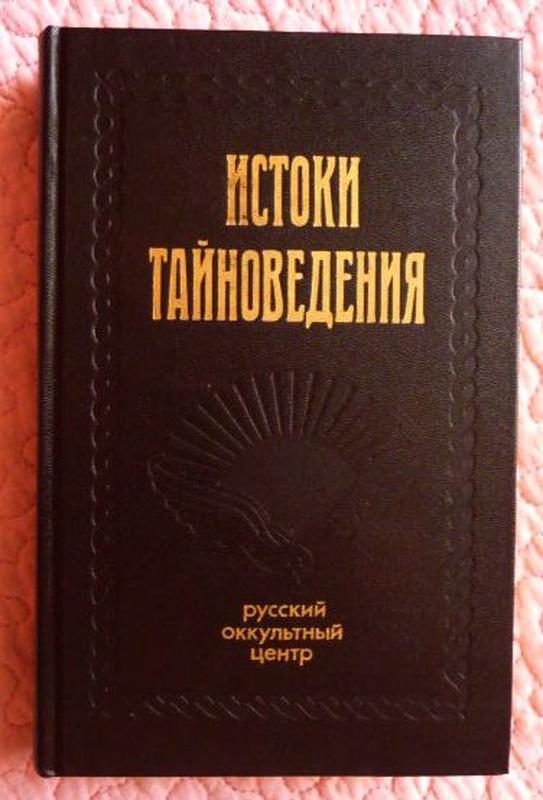 ИСТОКИ
ТАЙНОВЕДЕНИЯ
русский
оккультный
центр